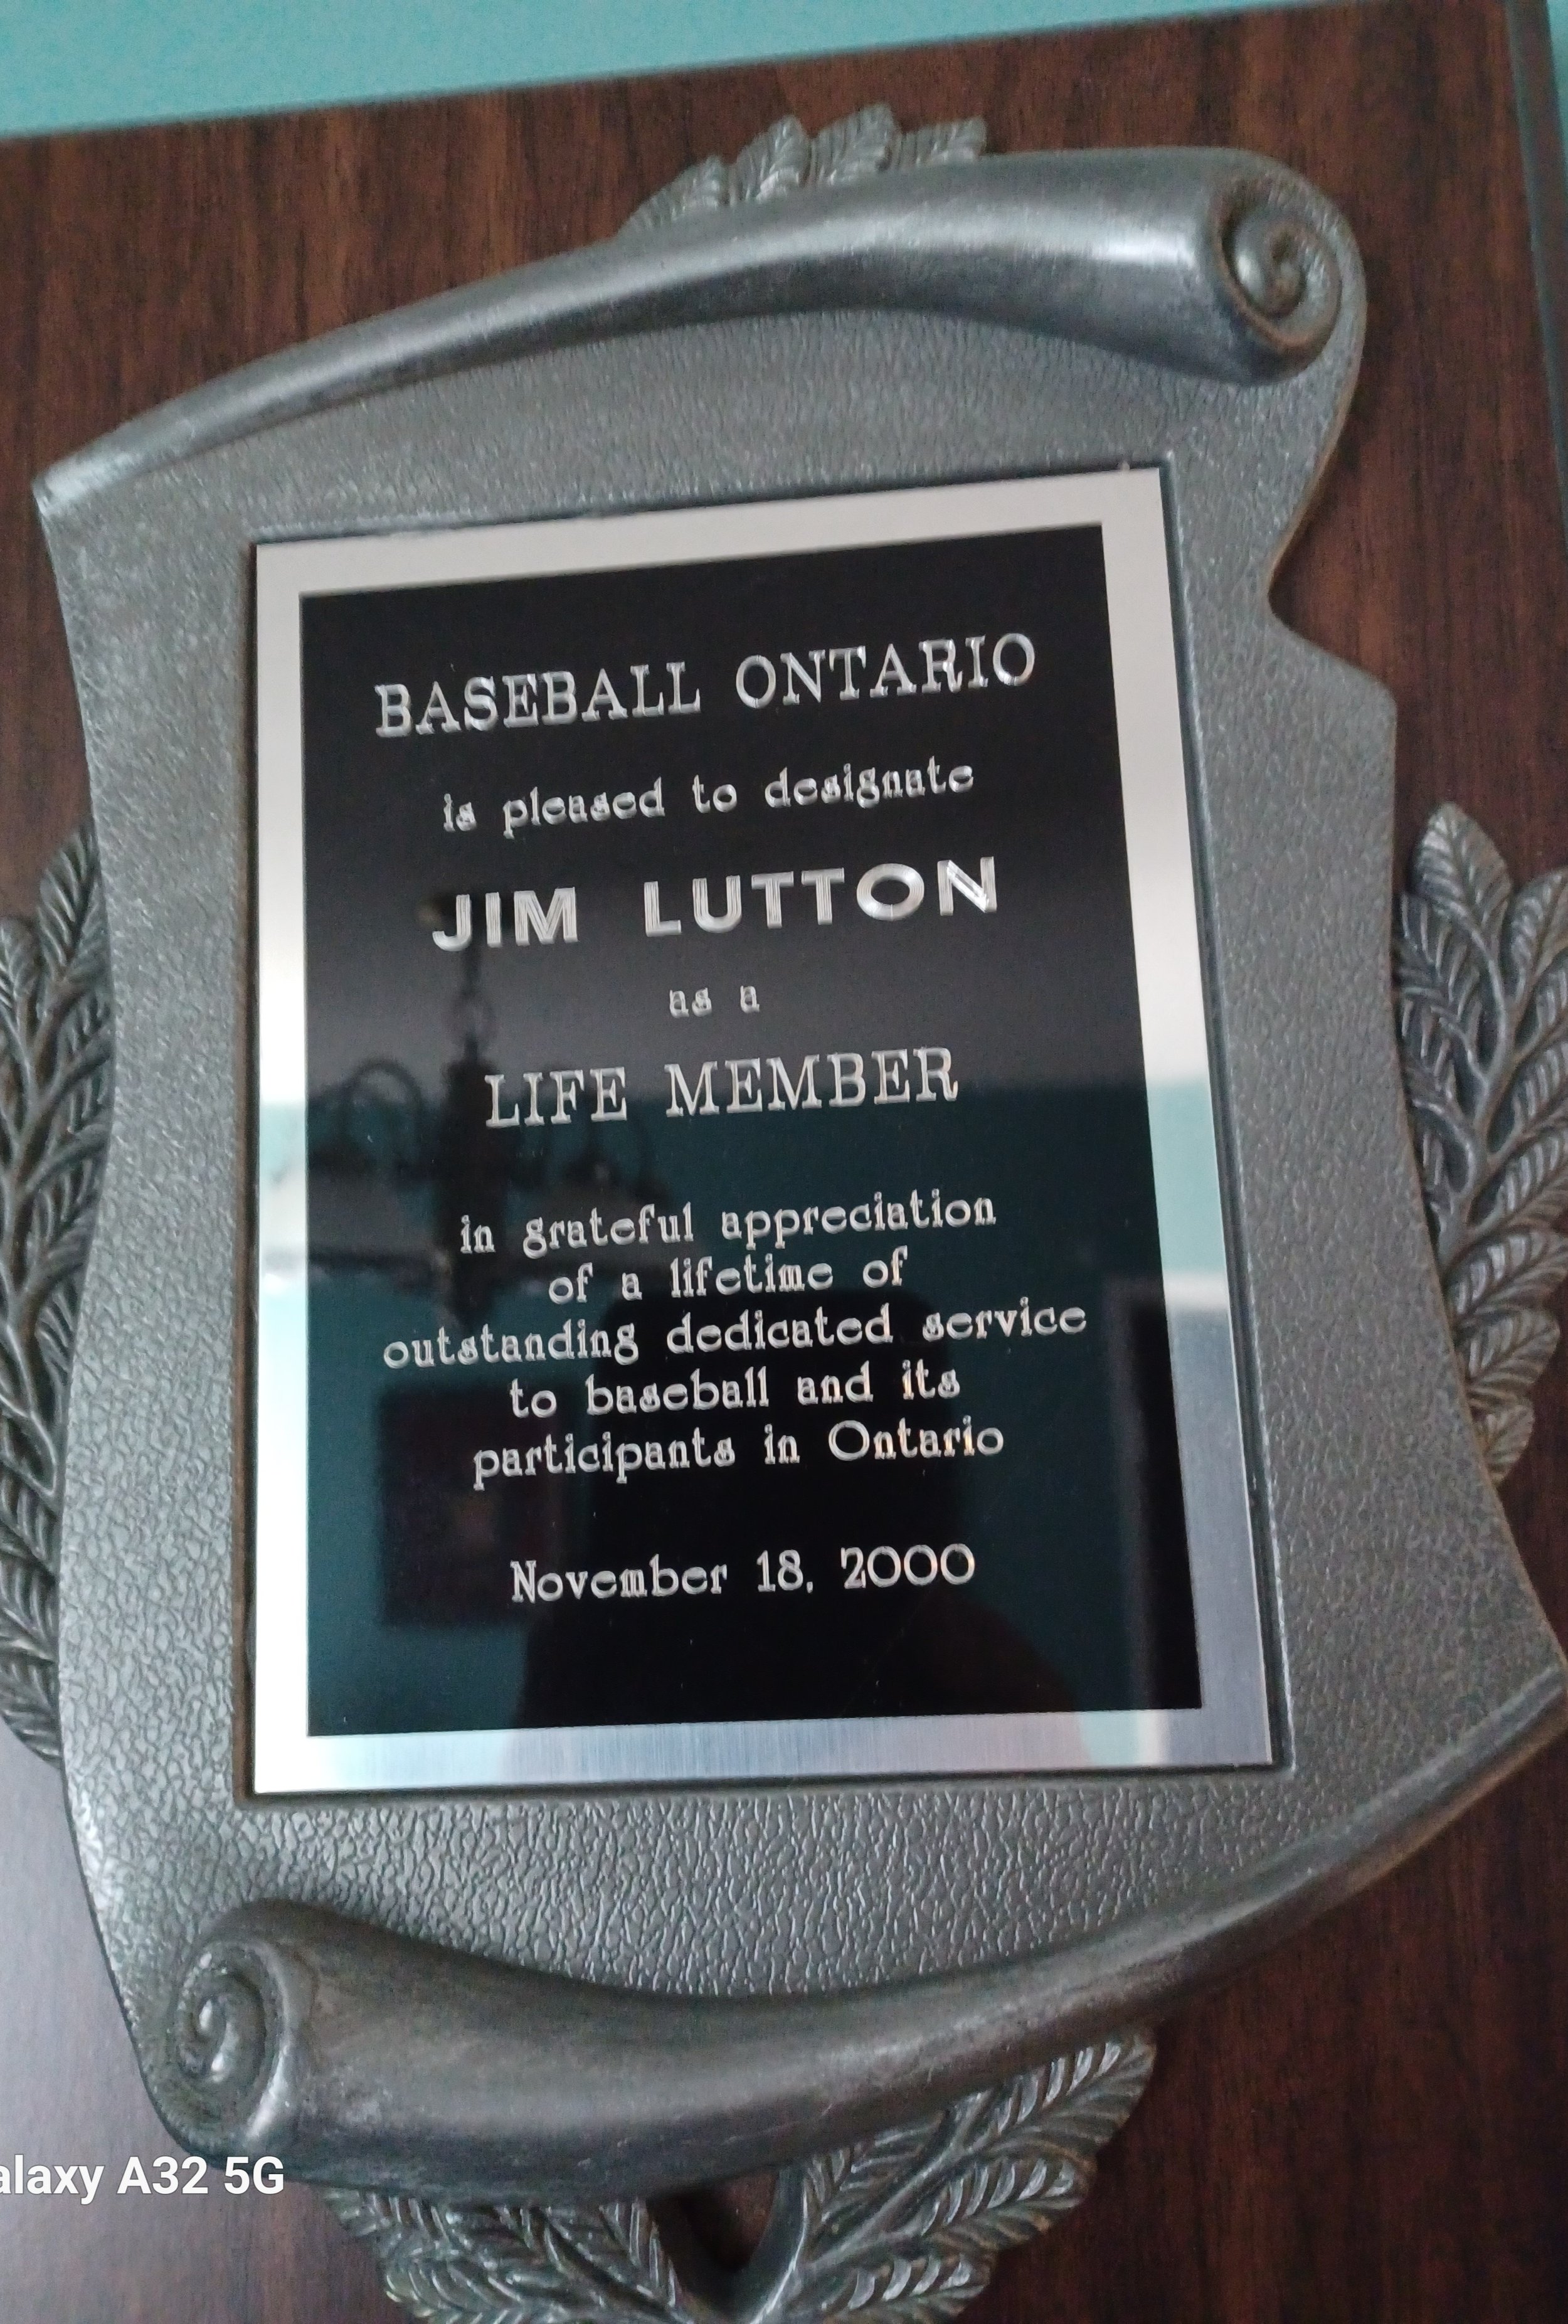 BASEBALL ONTARIO
is pleased to designate
JIM LUTTON
as a
LIFE MEMBER
in grateful appreciation
of a lifetime of
outstanding dedicated service
to baseball and its
participants in Ontario
November 18, 2000
alaxy A32 5G